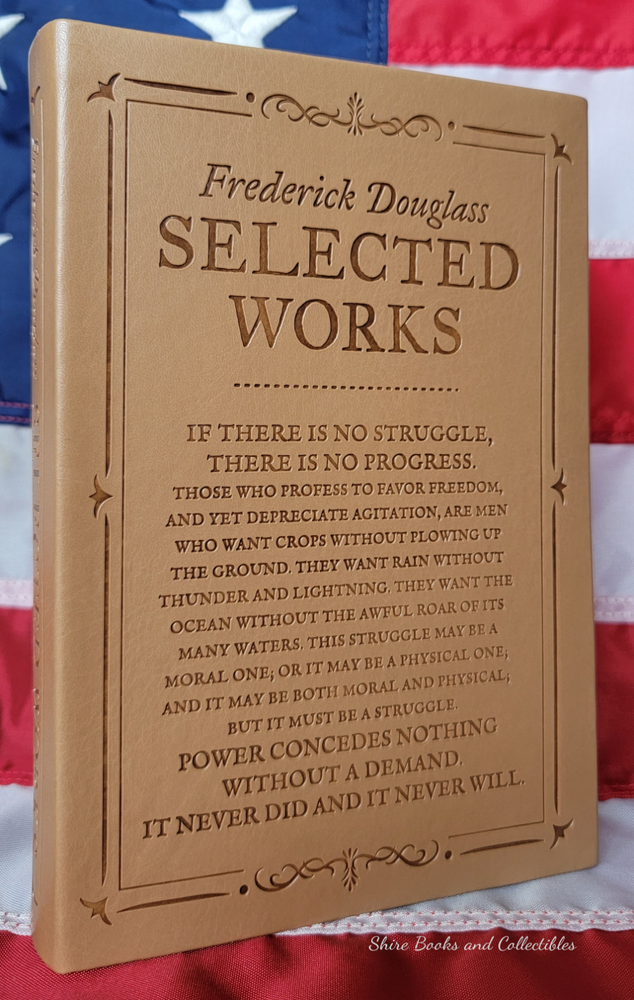 Frederick Douglass
SELECTED
WORKS
IF THERE IS NO STRUGGLE,
THERE IS NO PROGRESS.
THOSE WHO PROFESS TO FAVOR FREEDOM,
AND YET DEPRECIATE AGITATION, ARE MEN
WHO WANT CROPS WITHOUT PLOWING UP
THE GROUND. THEY WANT RAIN WITHOUT
THUNDER AND LIGHTNING. THEY WANT THE
OCEAN WITHOUT THE AWFUL ROAR OF ITS
MANY WATERS. THIS STRUGGLE MAY BE A
MORAL ONE; OR IT MAY BE A PHYSICAL ONE;
AND IT MAY BE BOTH MORAL AND PHYSICAL;
BUT IT MUST BE A STRUGGLE.
POWER CONCEDES NOTHING
WITHOUT A DEMAND.
IT NEVER DID AND IT NEVER WILL.
Shire Books and Collectibles